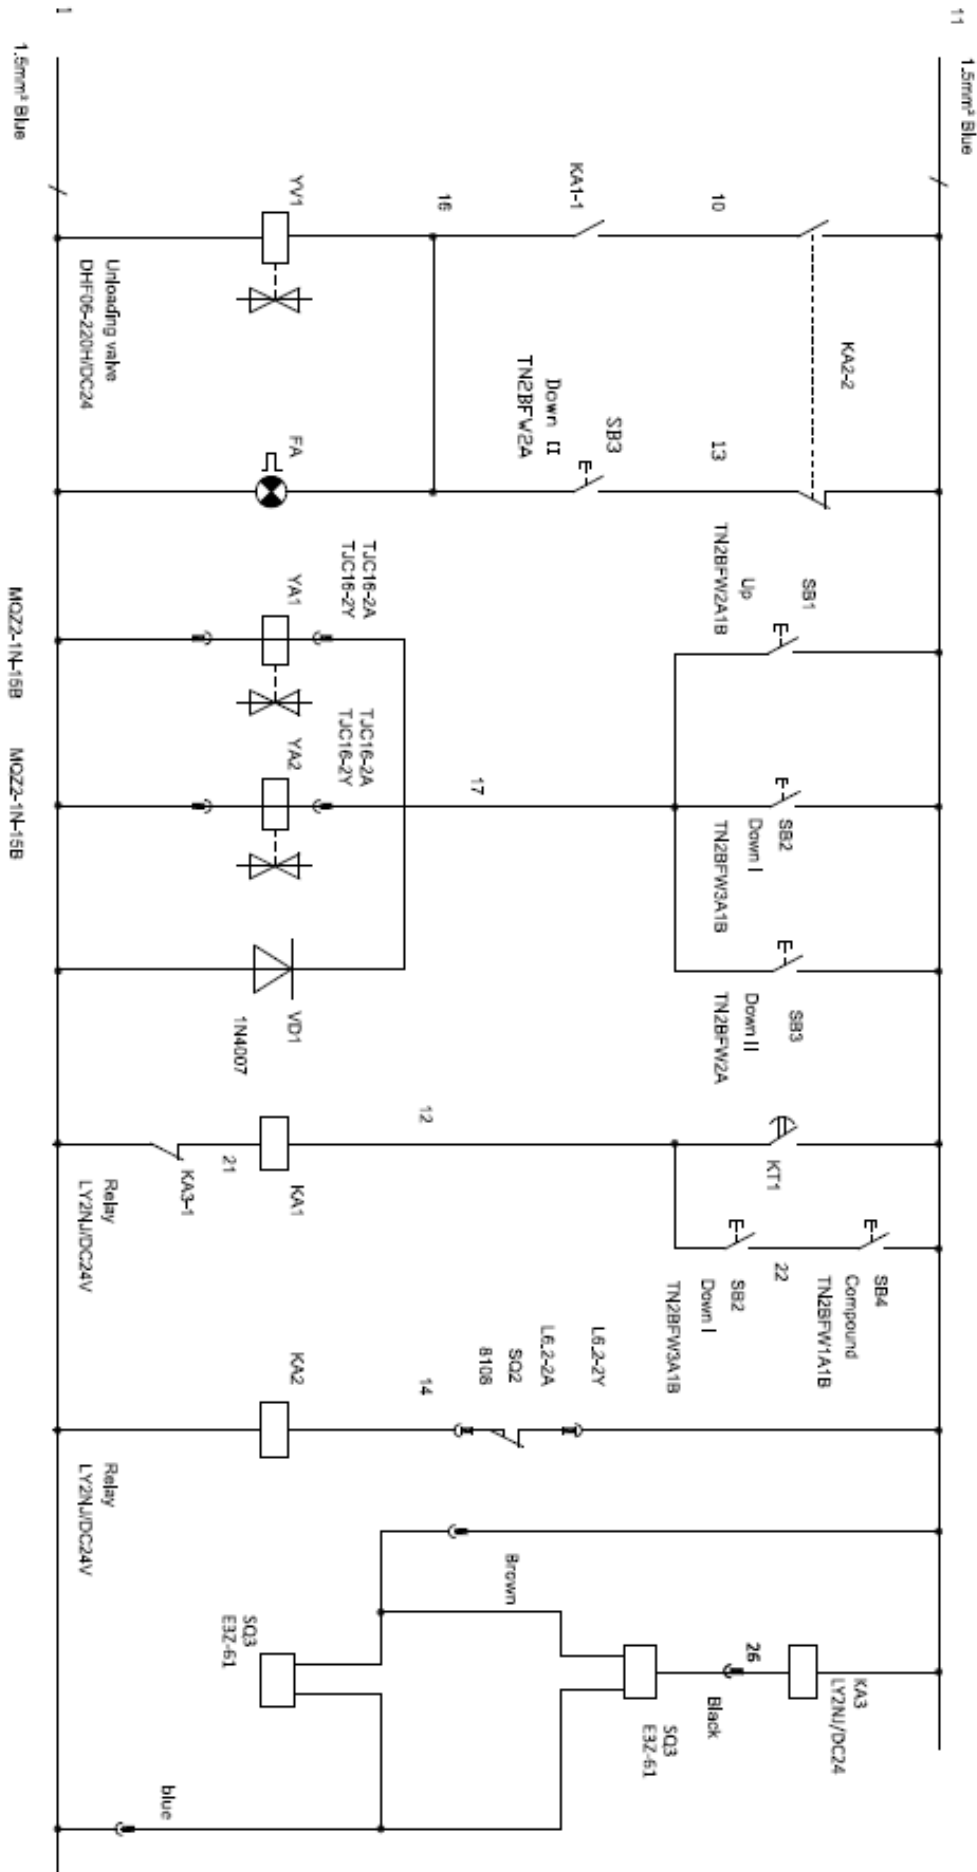 11
1.5mm² Blue
KA2-2
SB1
Up
TN2BFW2A1B
SB2
Down I
TN2BFW3A1B
SB3
Down II
TN2BFW2A
KT1
SB4
Compound
TN2BFW1A1B
22
SB2
Down I
TN2BFW3A1B
KA3
LY2NJ/DC24
26
Black
10
13
KA1-1
SB3
Down II
TN2BFW2A
L6.2-2Y
L6.2-2A
SQ2
8108
SQ3
E3Z-61
Brown
16
17
12
14
TJC16-2A
TJC16-2Y
TJC16-2A
TJC16-2Y
YV1
FA
YA1
YA2
VD1
1N4007
KA1
KA2
SQ3
E3Z-61
21
KA3-1
blue
Unloading valve
DHF06-220H/DC24
Relay
LY2NJ/DC24V
Relay
LY2NJ/DC24V
1
1.5mm² Blue
MQZ2-1N-15B
MQZ2-1N-15B